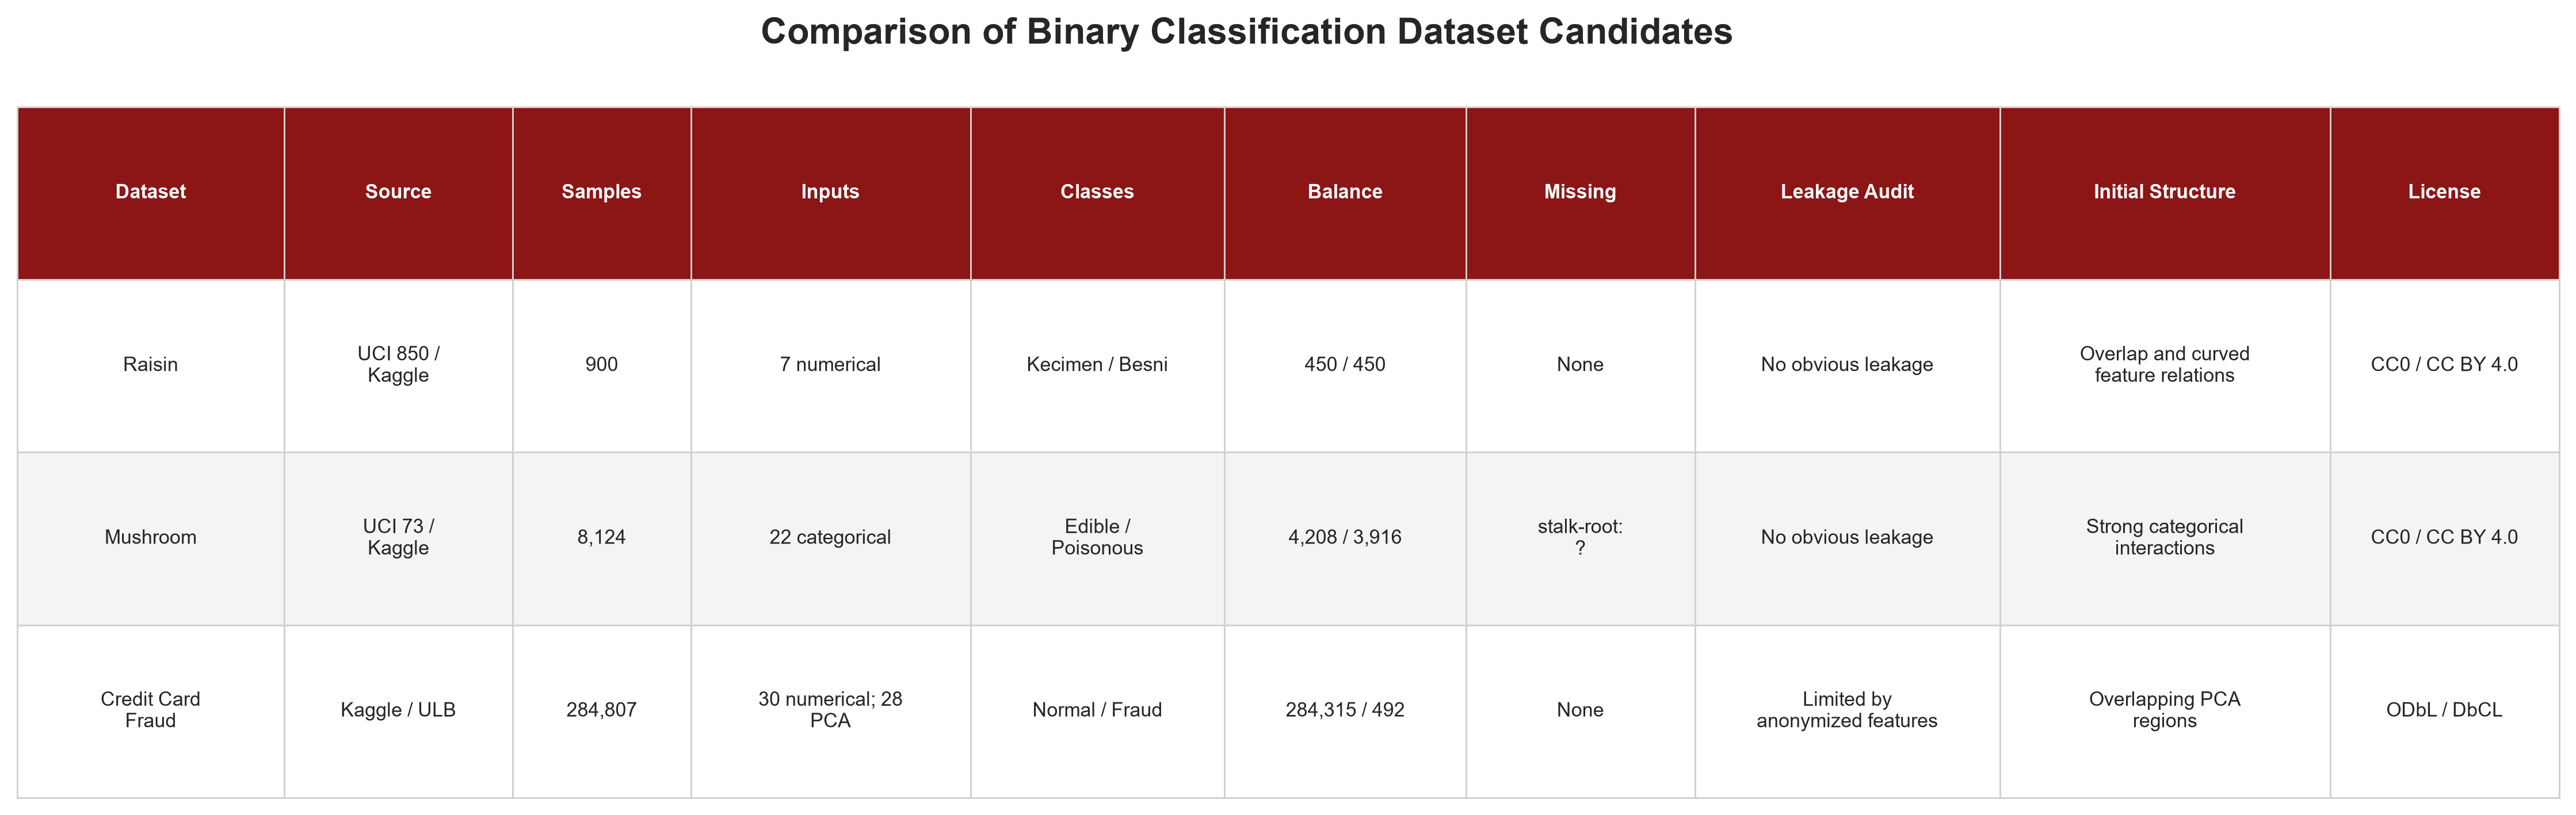 Comparison of Binary Classification Dataset Candidates
Dataset Source Samples Inputs Classes Balance Missing Leakage Audit Initial Structure License
Raisin
UCI 850 /
Kaggle
900
7 numerical
Kecimen / Besni
450 / 450
None
No obvious leakage
Overlap and curved
feature relations
CC0 / CC BY 4.0
Mushroom
UCI 73 /
Kaggle
8,124
22 categorical
Edible /
Poisonous
4,208 / 3,916
stalk-root:
?
No obvious leakage
Strong categorical
interactions
CC0 / CC BY 4.0
Credit Card
Fraud
Kaggle / ULB
284,807
30 numerical; 28
PCA
Normal / Fraud
284,315 / 492
None
Limited by
anonymized features
Overlapping PCA
regions
ODbL / DbCL